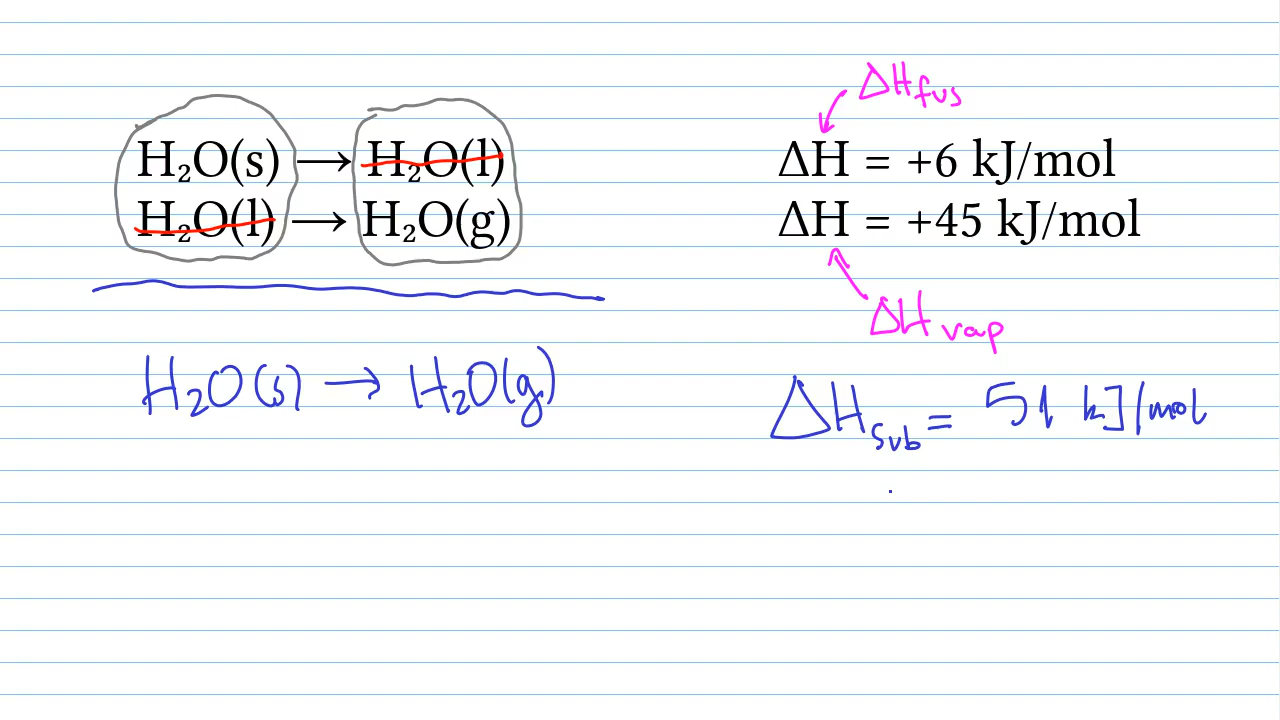 ΔHfus
H₂O(s) → H₂O(l) ΔH = +6 kJ/mol
H₂O(l) → H₂O(g) ΔH = +45 kJ/mol
ΔHvap
H₂O(s) → H₂O(g) ΔHsub = 51 kJ/mol